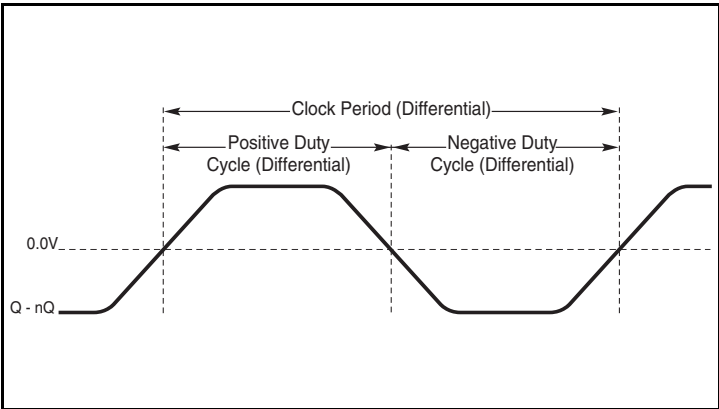 Clock Period (Differential)
Positive Duty
Cycle (Differential)
Negative Duty
Cycle (Differential)
0.0V
Q - nQ